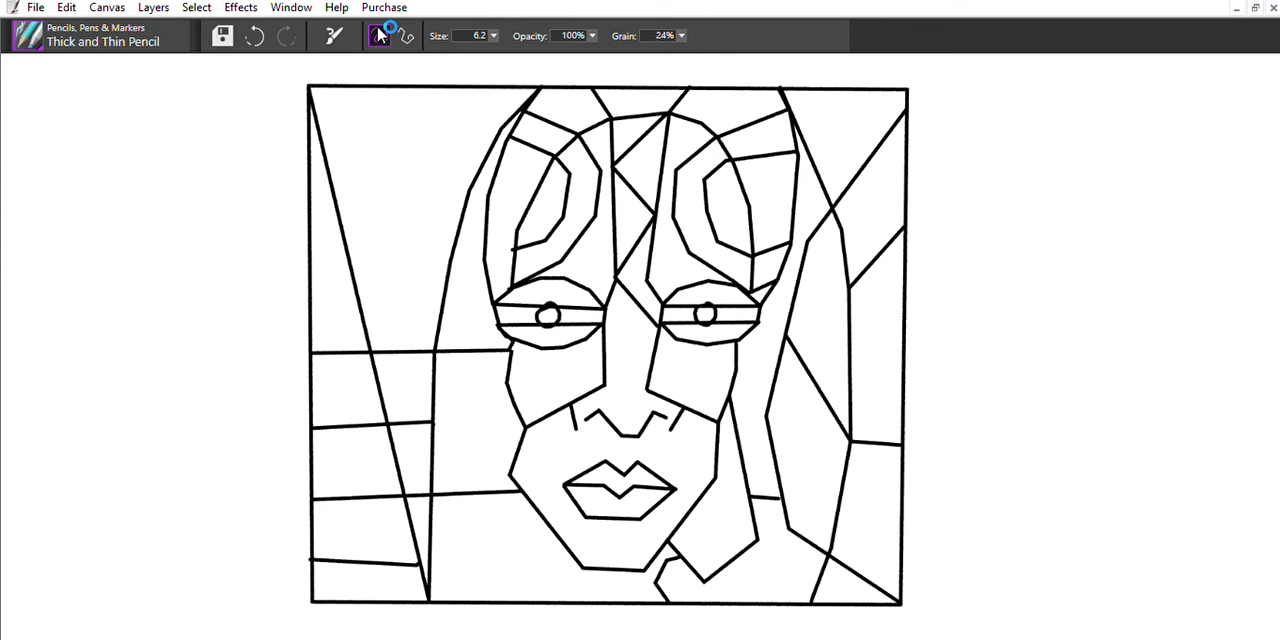 File Edit Canvas Layers Select Effects Window Help Purchase
Pencils, Pens & Markers
Thick and Thin Pencil
Size: 6.2 Opacity: 100% Grain: 24%